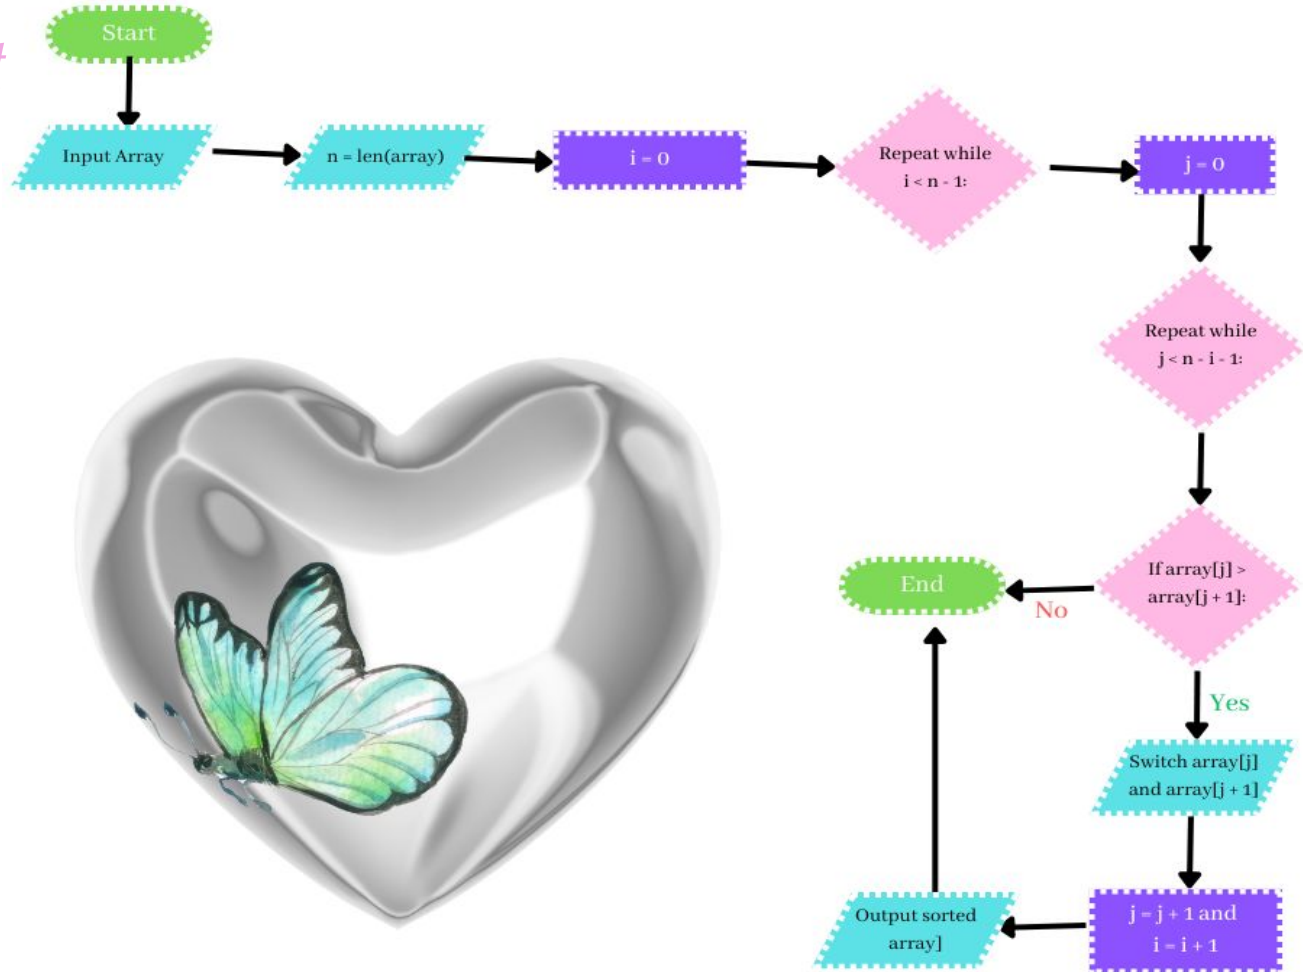 Start
Input Array
n = len(array)
i = 0
Repeat while
i < n - 1:
j = 0
Repeat while
j < n - i - 1:
If array[j] >
array[j + 1]:
No
End
Yes
Switch array[j]
and array[j + 1]
j = j + 1 and
i = i + 1
Output sorted
array]